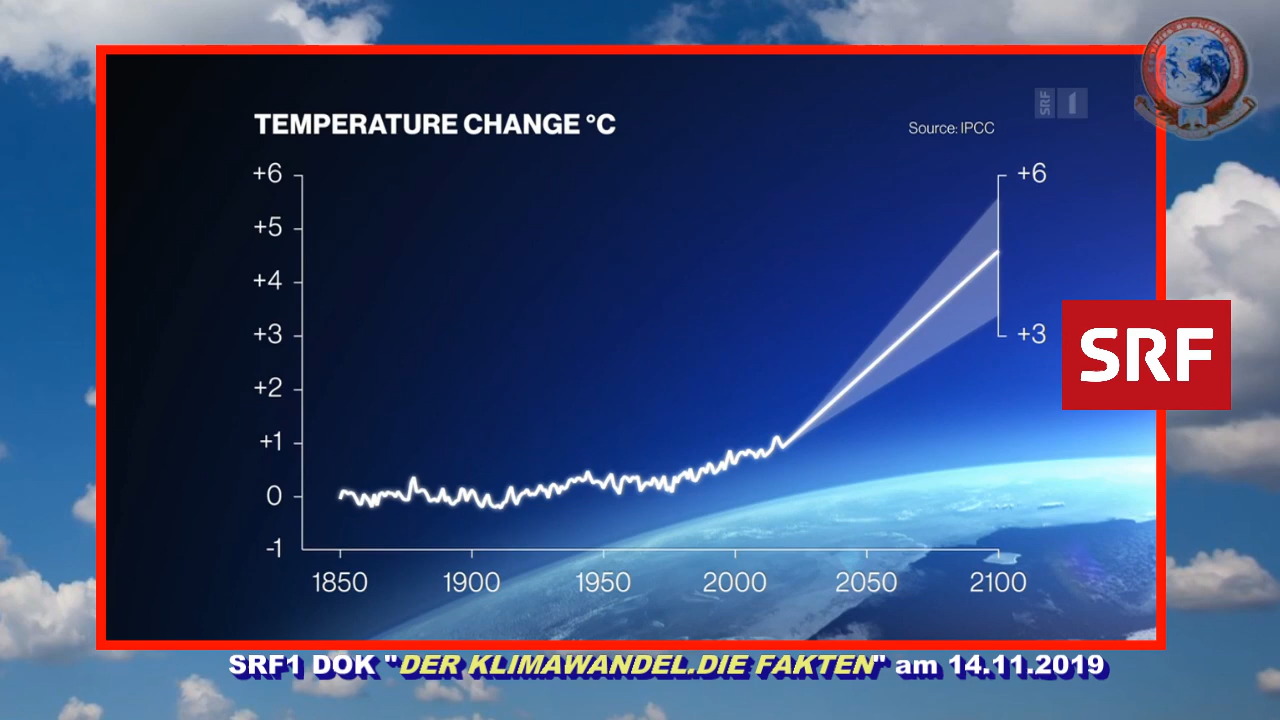 TEMPERATURE CHANGE °C
Source: IPCC
SRF 1
+6
+5
+4
+3
+2
+1
0
-1
+6
+3
1850 1900 1950 2000 2050 2100
SRF
SRF1 DOK "DER KLIMAWANDEL.DIE FAKTEN" am 14.11.2019